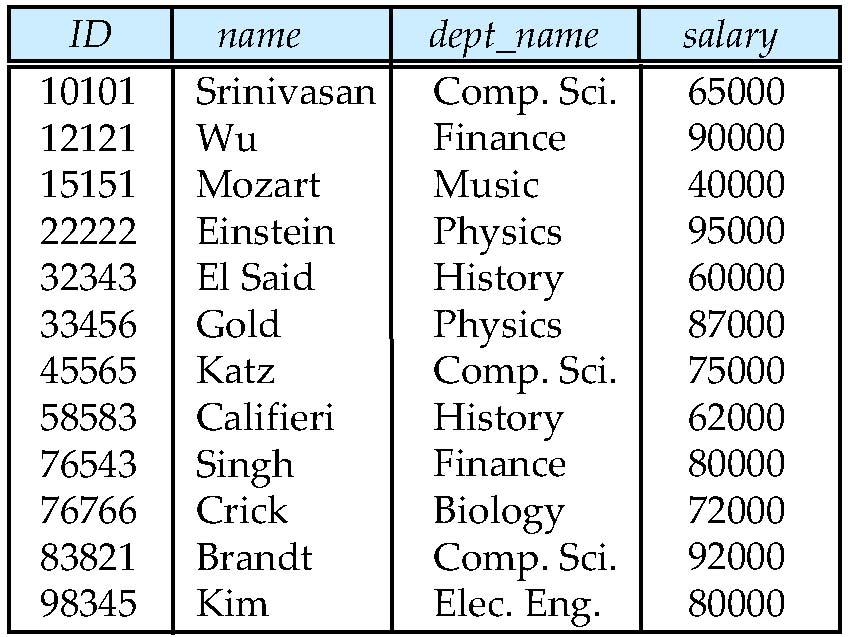 ID name dept_name salary
10101 Srinivasan Comp. Sci. 65000
12121 Wu Finance 90000
15151 Mozart Music 40000
22222 Einstein Physics 95000
32343 El Said History 60000
33456 Gold Physics 87000
45565 Katz Comp. Sci. 75000
58583 Califieri History 62000
76543 Singh Finance 80000
76766 Crick Biology 72000
83821 Brandt Comp. Sci. 92000
98345 Kim Elec. Eng. 80000